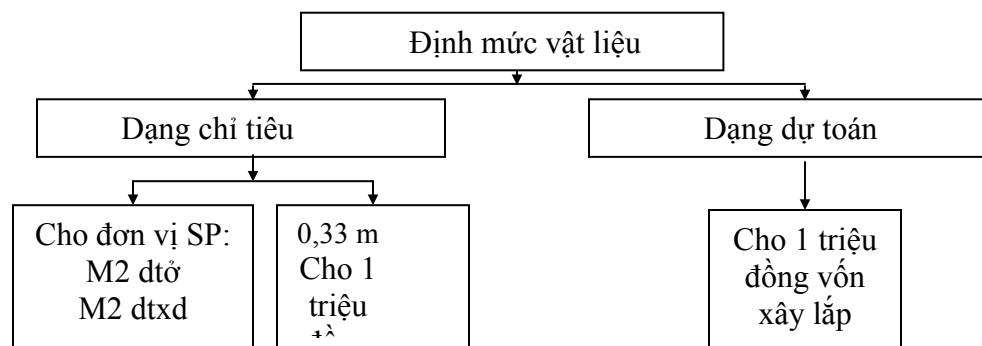 Định mức vật liệu
Dạng chỉ tiêu
Dạng dự toán
Cho đơn vị SP:
M2 dtở
M2 dtxd
0,33 m
Cho 1
triệu
Cho 1 triệu
đồng vốn
xây lắp